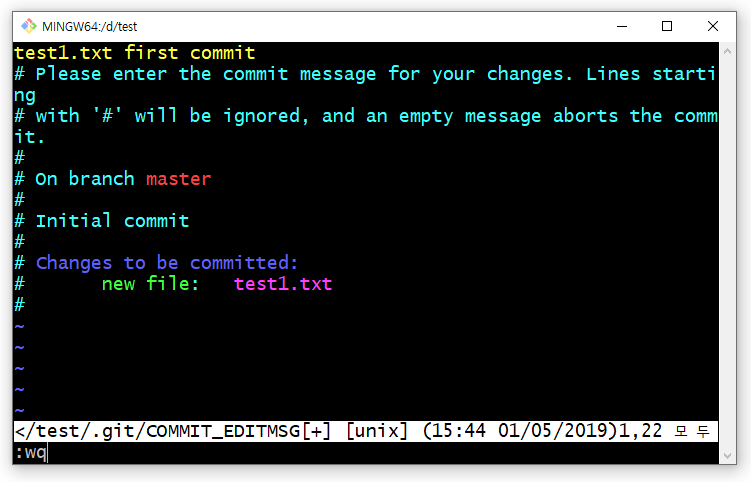 MINGW64:/d/test
test1.txt first commit
# Please enter the commit message for your changes. Lines starti
ng
# with '#' will be ignored, and an empty message aborts the comm
it.
#
# On branch master
#
# Initial commit
#
# Changes to be committed:
#       new file:   test1.txt
#
~
~
~
~
~
</test/.git/COMMIT_EDITMSG[+] [unix] (15:44 01/05/2019)1,22 모두
:wq